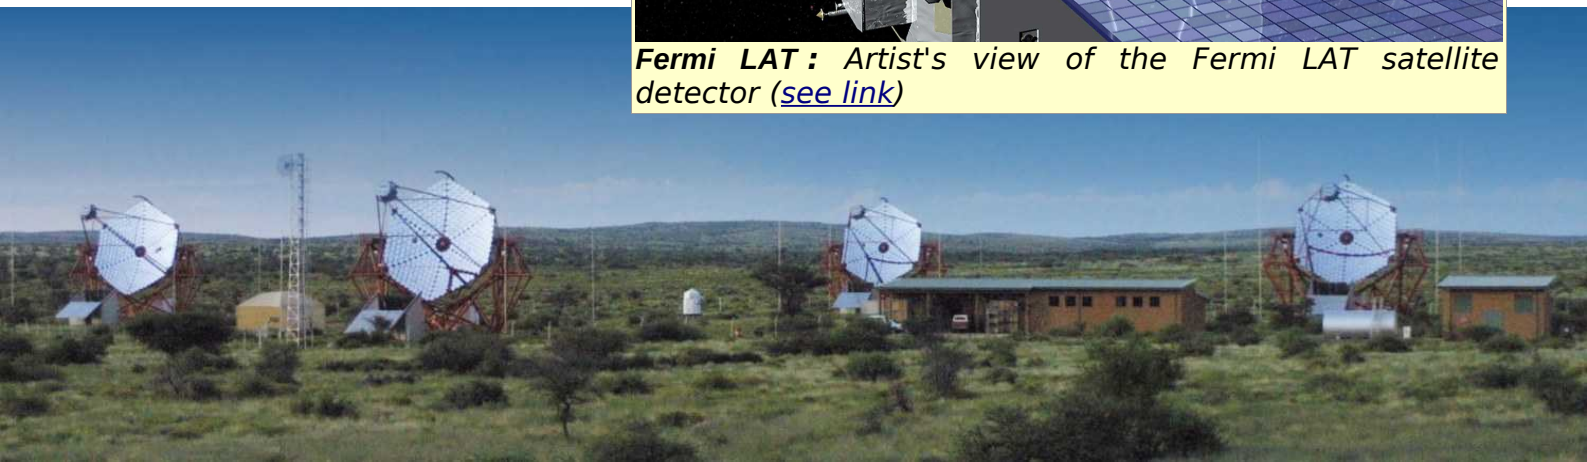 Fermi LAT : Artist's view of the Fermi LAT satellite
detector (see link)